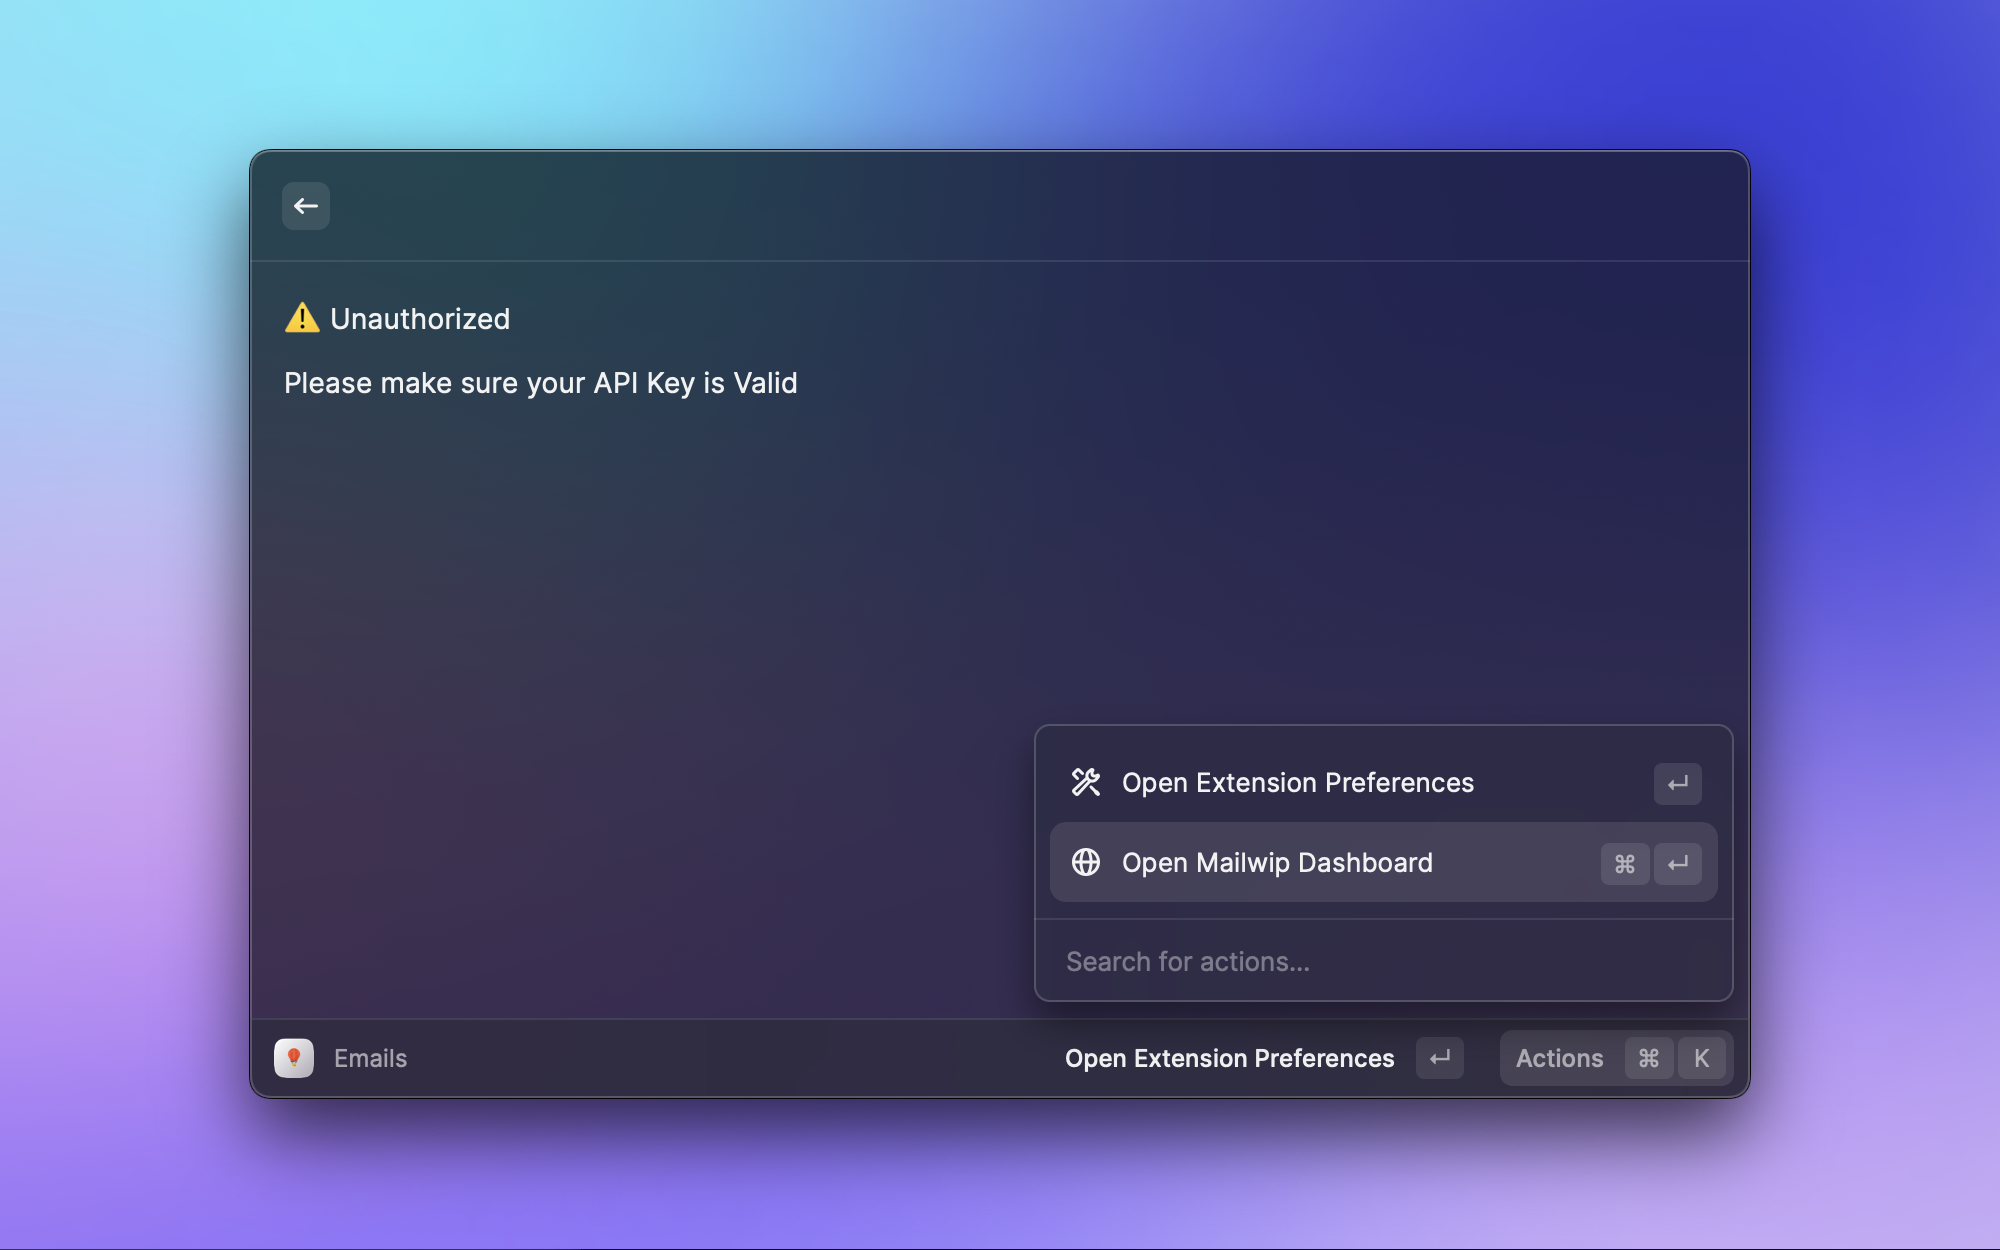 ⚠️ Unauthorized
Please make sure your API Key is Valid
Open Extension Preferences ↵
Open Mailwip Dashboard ⌘ ↵
Search for actions...
Emails
Open Extension Preferences ↵
Actions ⌘ K